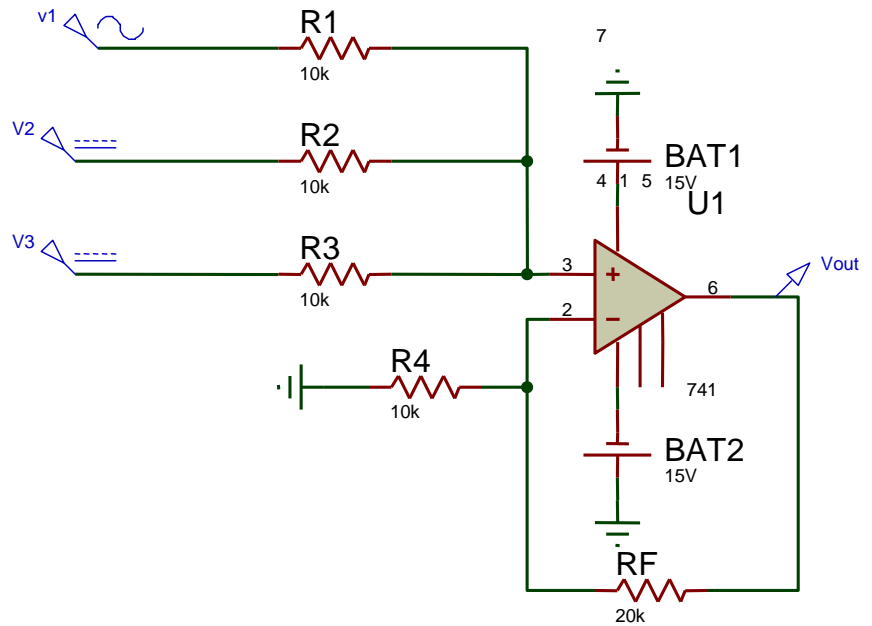 v1
R1
10k
7
V2
R2
10k
BAT1
15V
4 1 5
U1
V3
R3
10k
3
+
2
−
6
Vout
R4
10k
741
BAT2
15V
RF
20k